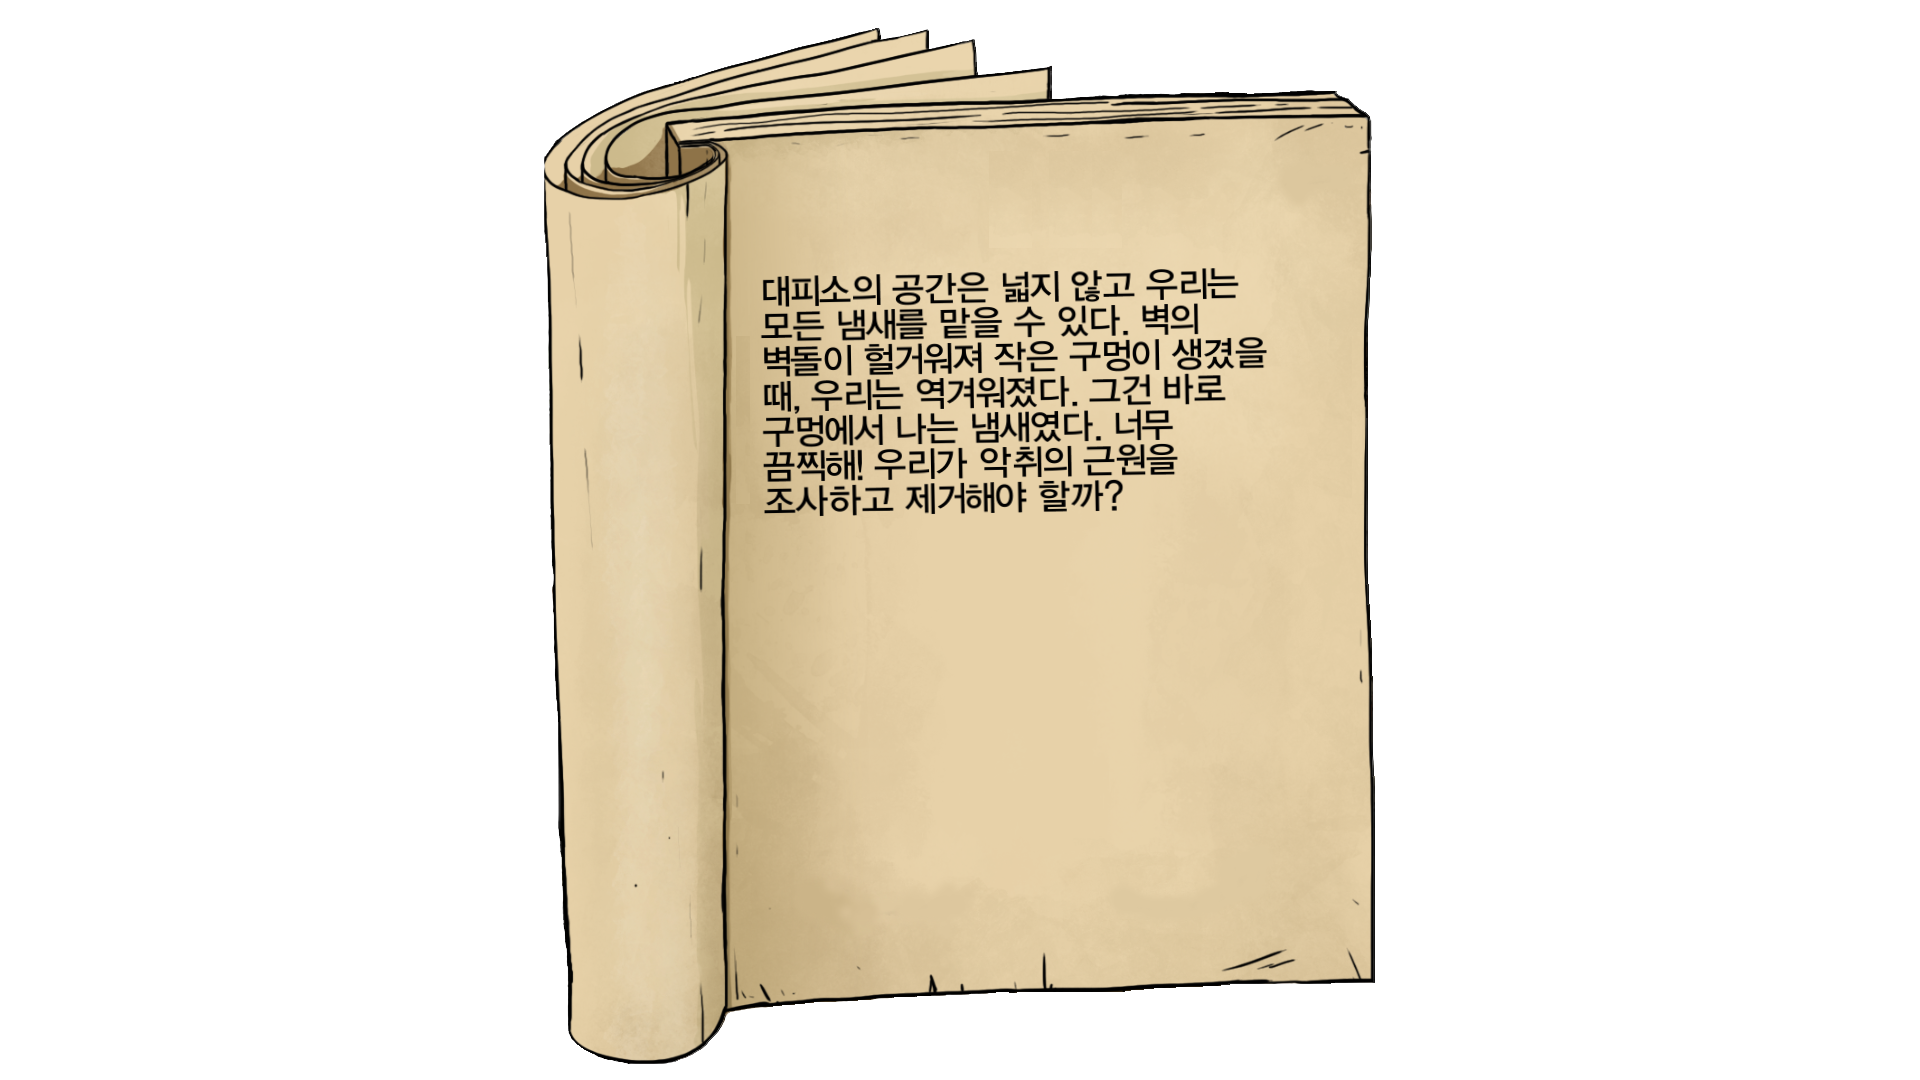 대피소의 공간은 넓지 않고 우리는
모든 냄새를 맡을 수 있다. 벽의
벽돌이 헐거워져 작은 구멍이 생겼을
때, 우리는 역겨워졌다. 그건 바로
구멍에서 나는 냄새였다. 너무
끔찍해! 우리가 악취의 근원을
조사하고 제거해야 할까?